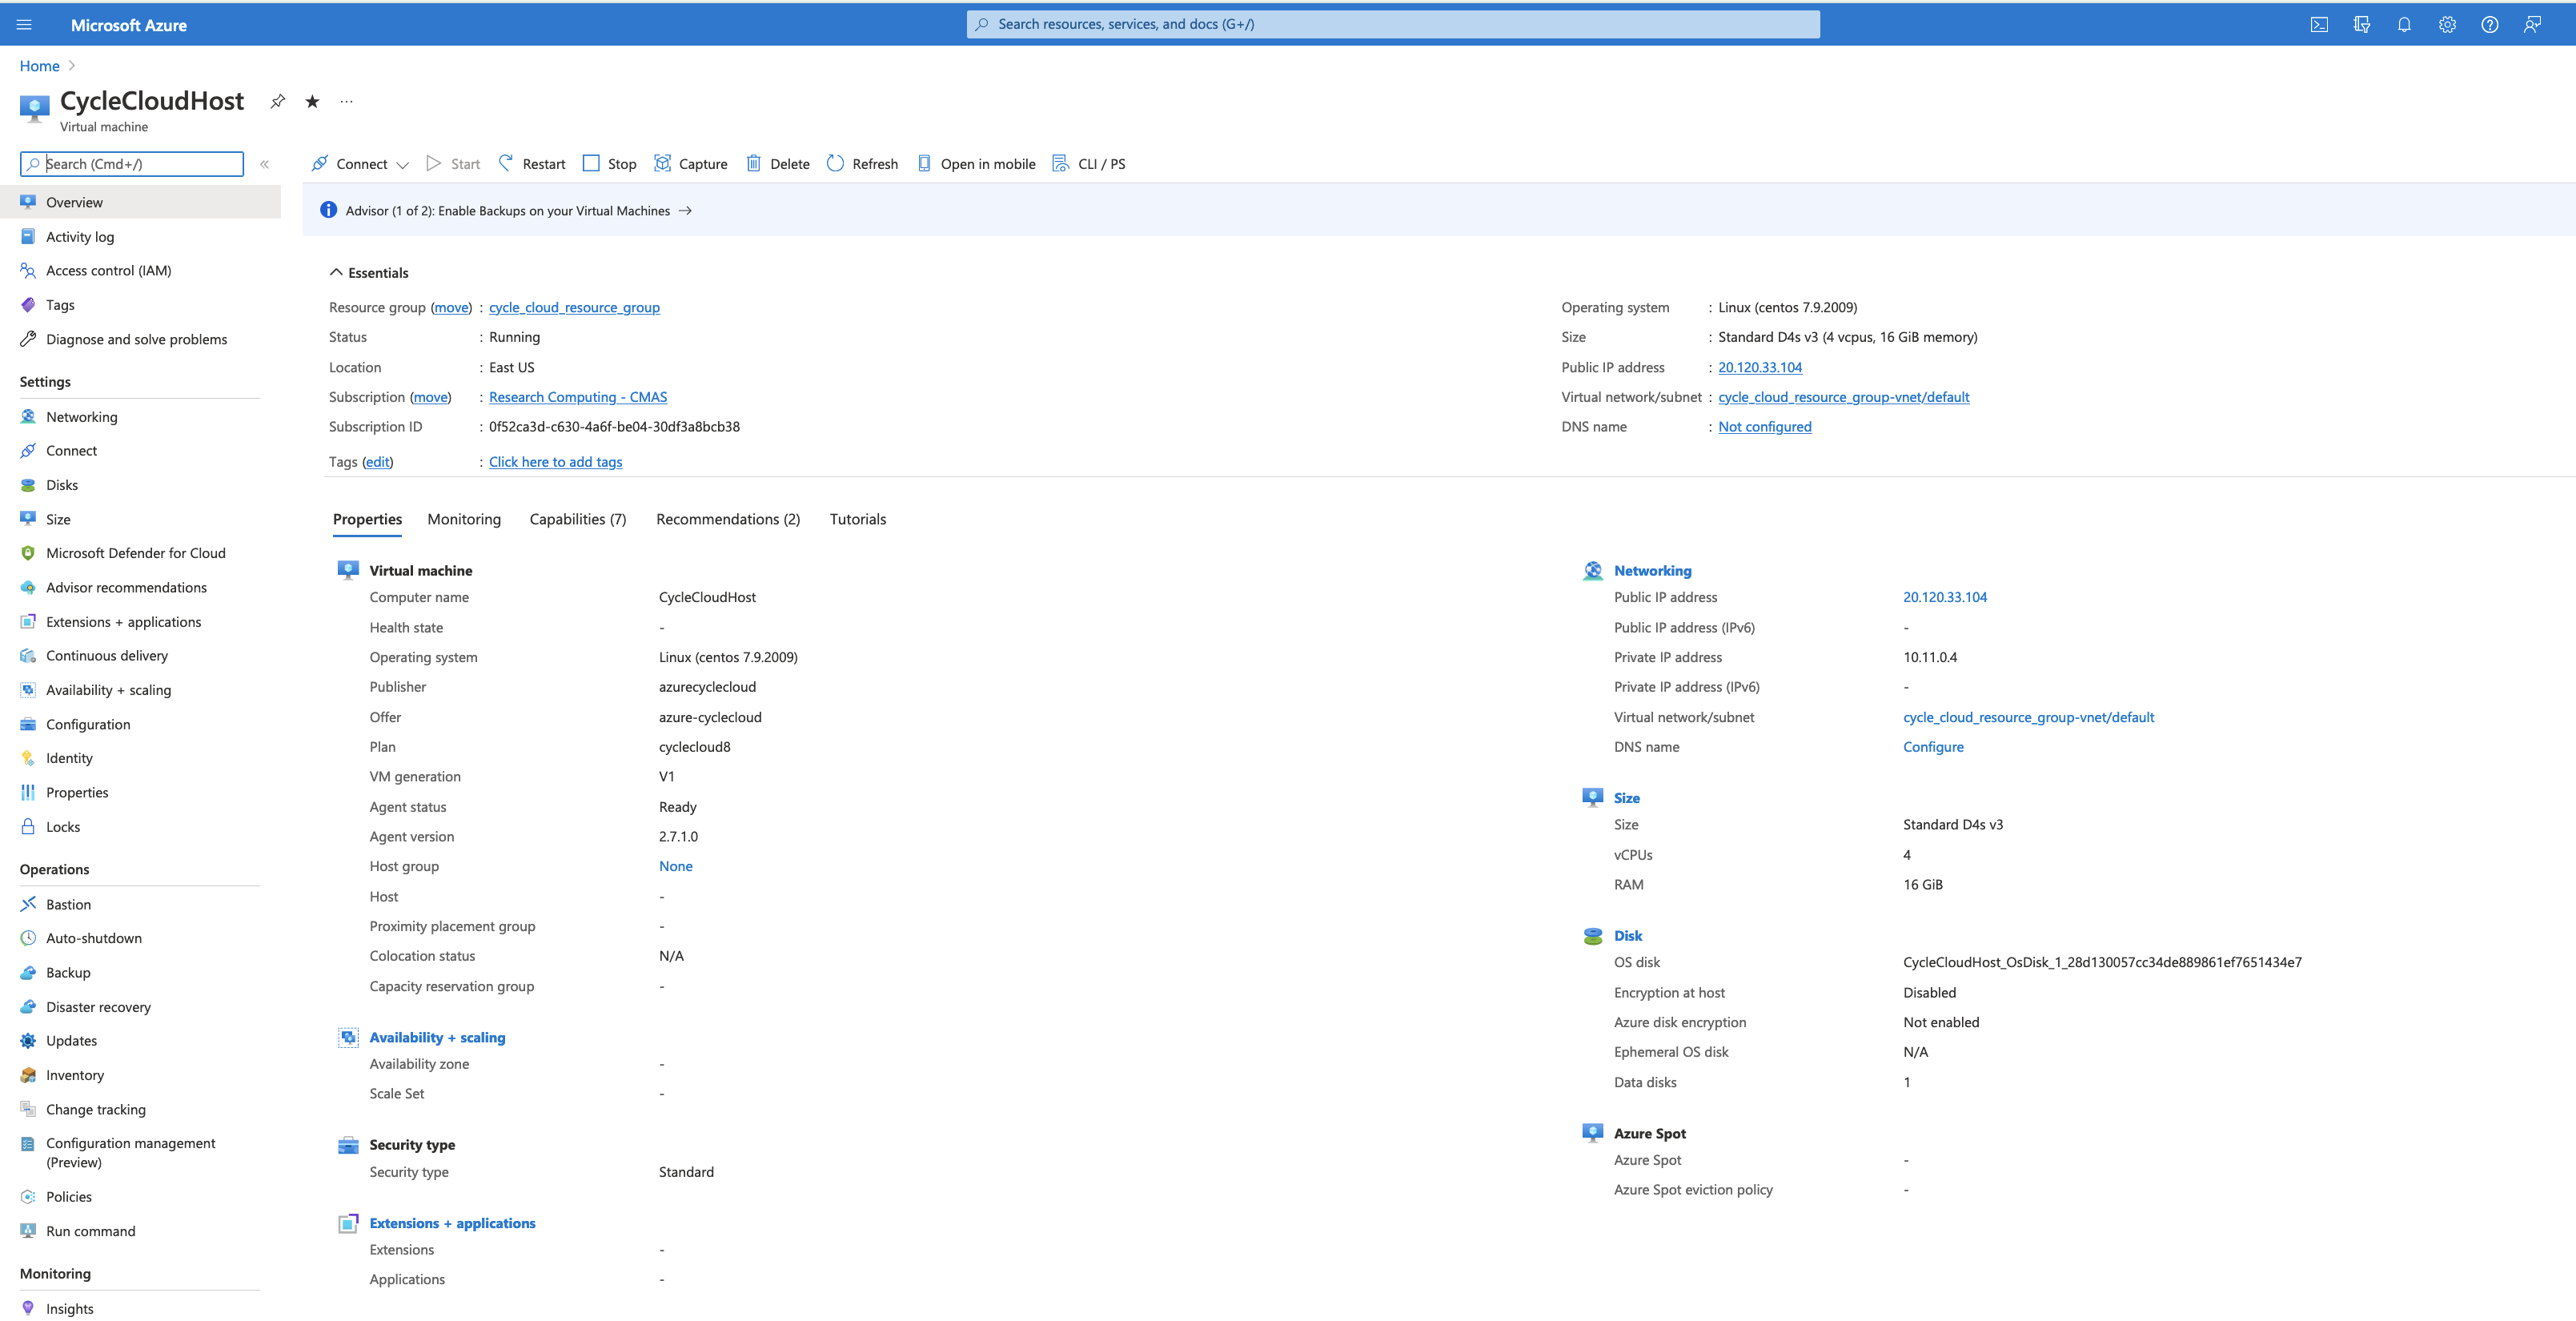 Microsoft Azure
Search resources, services, and docs (G+/)
Home
CycleCloudHost
Virtual machine
Search (Cmd+/)
Connect Start Restart Stop Capture Delete Refresh Open in mobile CLI / PS
Overview
Activity log
Access control (IAM)
Tags
Diagnose and solve problems
Settings
Networking
Connect
Disks
Size
Microsoft Defender for Cloud
Advisor recommendations
Extensions + applications
Continuous delivery
Availability + scaling
Configuration
Identity
Properties
Locks
Operations
Bastion
Auto-shutdown
Backup
Disaster recovery
Updates
Inventory
Change tracking
Configuration management
(Preview)
Policies
Run command
Monitoring
Insights
Advisor (1 of 2): Enable Backups on your Virtual Machines →
Essentials
Resource group (move) : cycle_cloud_resource_group
Status : Running
Location : East US
Subscription (move) : Research Computing - CMAS
Subscription ID : 0f52ca3d-c630-4a6f-be04-30df3a8bcb38
Tags (edit) : Click here to add tags
Operating system : Linux (centos 7.9.2009)
Size : Standard D4s v3 (4 vcpus, 16 GiB memory)
Public IP address : 20.120.33.104
Virtual network/subnet : cycle_cloud_resource_group-vnet/default
DNS name : Not configured
Properties Monitoring Capabilities (7) Recommendations (2) Tutorials
Virtual machine
Computer name CycleCloudHost
Health state -
Operating system Linux (centos 7.9.2009)
Publisher azurecyclecloud
Offer azure-cyclecloud
Plan cyclecloud8
VM generation V1
Agent status Ready
Agent version 2.7.1.0
Host group None
Host -
Proximity placement group -
Colocation status N/A
Capacity reservation group -
Availability + scaling
Availability zone -
Scale Set -
Security type
Security type Standard
Extensions + applications
Extensions -
Applications -
Networking
Public IP address 20.120.33.104
Public IP address (IPv6) -
Private IP address 10.11.0.4
Private IP address (IPv6) -
Virtual network/subnet cycle_cloud_resource_group-vnet/default
DNS name Configure
Size
Size Standard D4s v3
vCPUs 4
RAM 16 GiB
Disk
OS disk CycleCloudHost_OsDisk_1_28d130057cc34de889861ef7651434e7
Encryption at host Disabled
Azure disk encryption Not enabled
Ephemeral OS disk N/A
Data disks 1
Azure Spot
Azure Spot -
Azure Spot eviction policy -